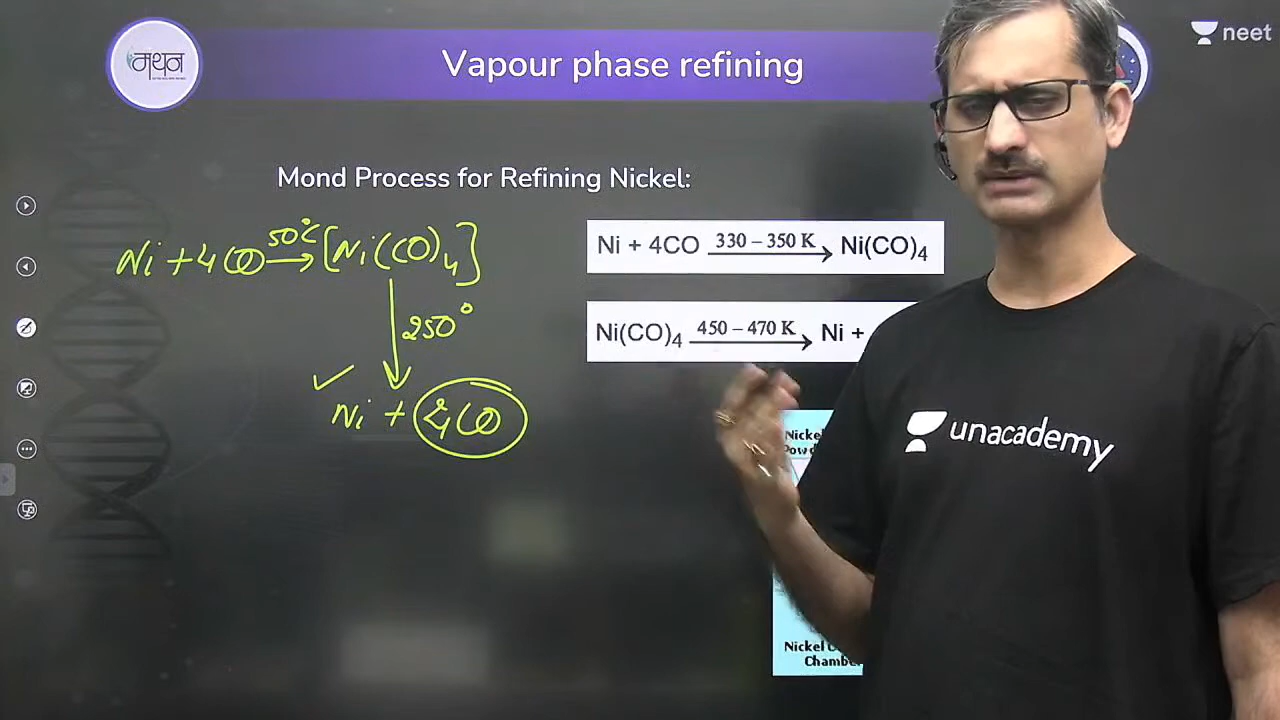 मंथन
Vapour phase refining
neet
Mond Process for Refining Nickel:
Ni + 4CO 50°C → [Ni(CO)4]
250°
✓ Ni + 4CO
Ni + 4CO 330 – 350 K → Ni(CO)4
Ni(CO)4 450 – 470 K → Ni +
Nickel
Nickel
Chamber
unacademy